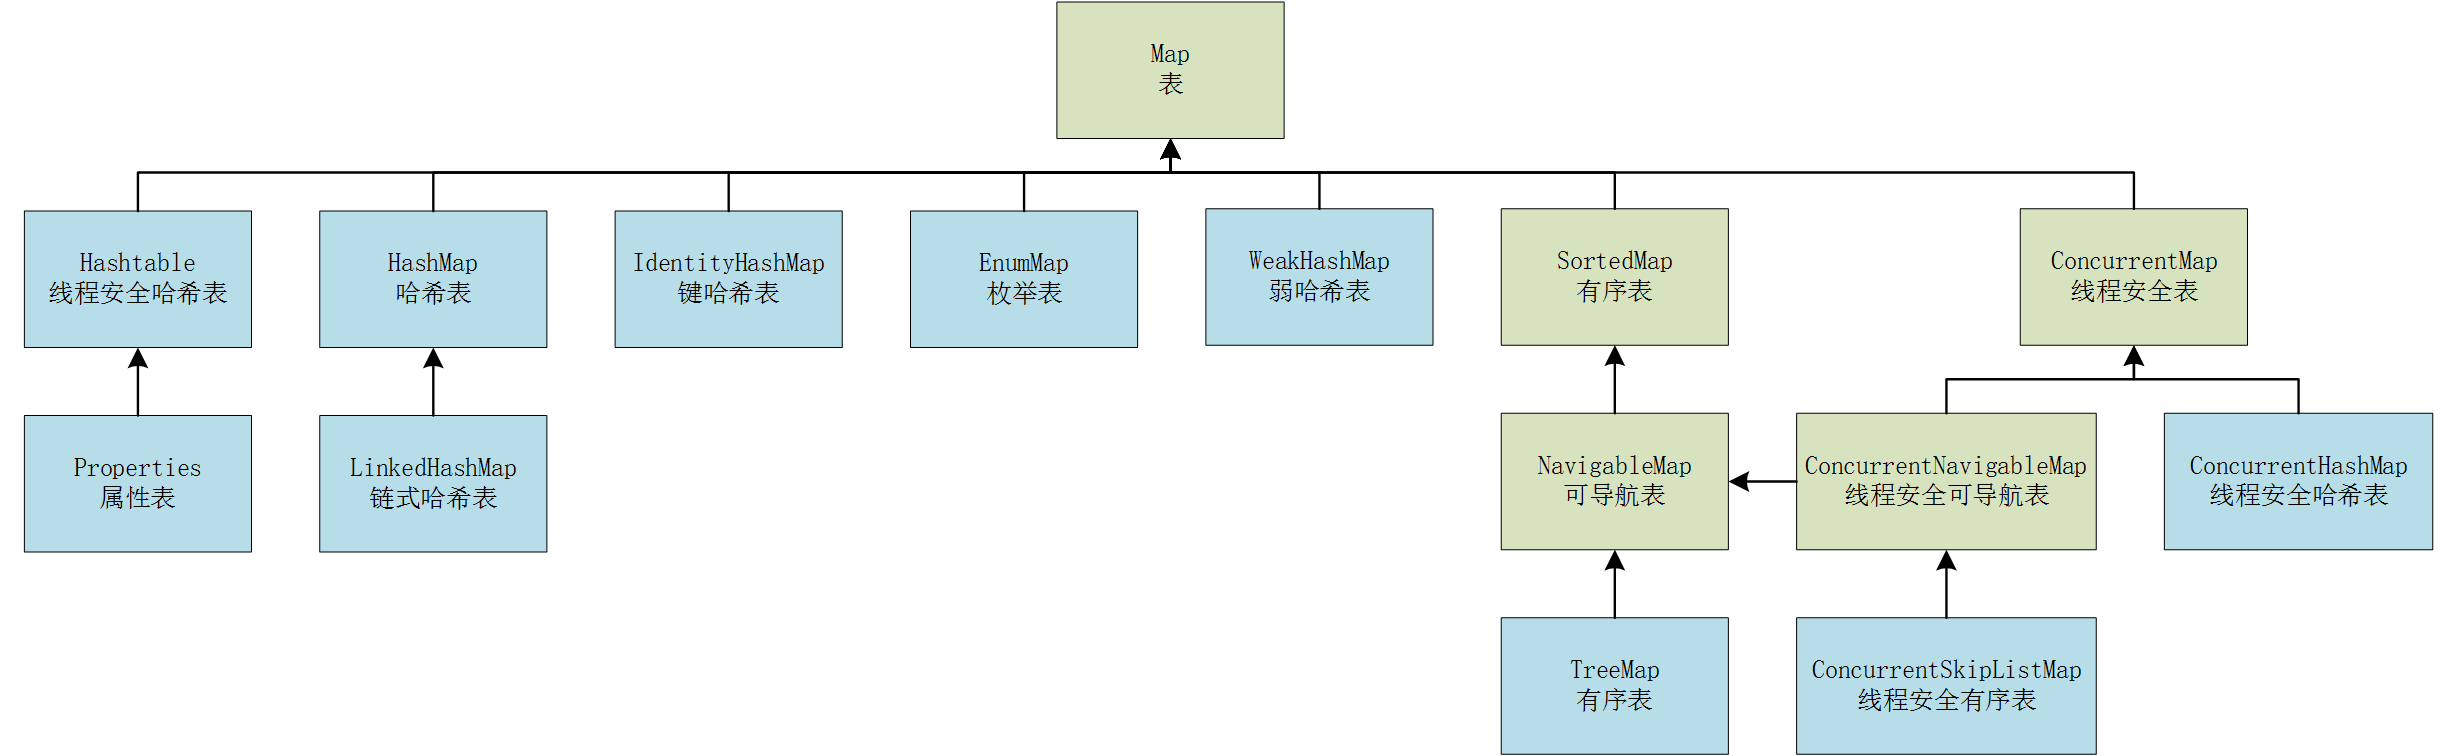 Map
表
Hashtable
线程安全哈希表
HashMap
哈希表
IdentityHashMap
键哈希表
EnumMap
枚举表
WeakHashMap
弱哈希表
SortedMap
有序表
ConcurrentMap
线程安全表
Properties
属性表
LinkedHashMap
链式哈希表
NavigableMap
可导航表
ConcurrentNavigableMap
线程安全可导航表
ConcurrentHashMap
线程安全哈希表
TreeMap
有序表
ConcurrentSkipListMap
线程安全有序表